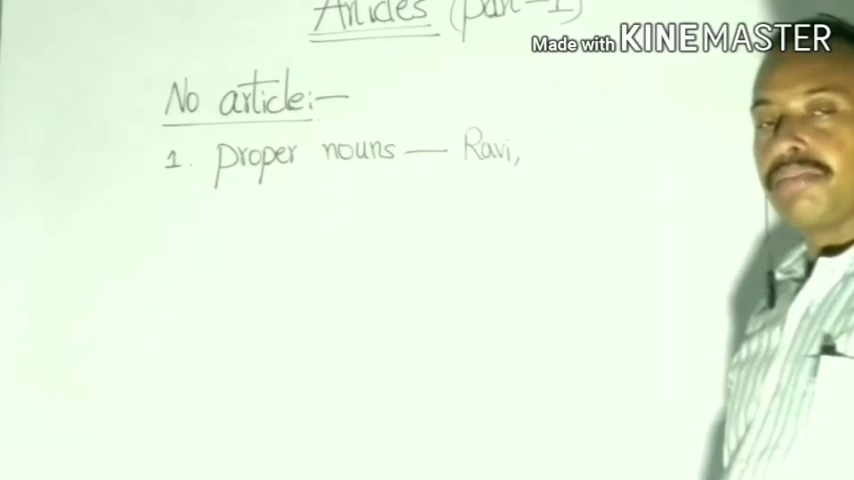 Articles (part-1)
Made with KINEMASTER
No article:-
1. proper nouns — Ravi,